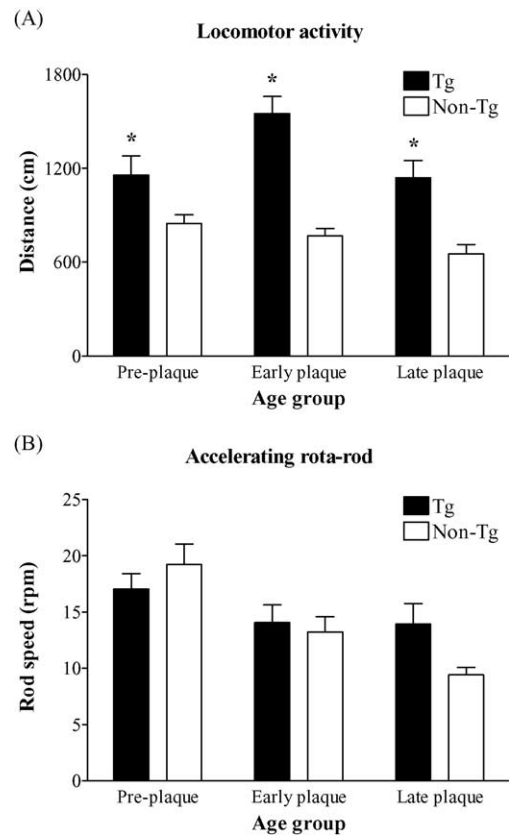 (A)
Locomotor activity
1800
1200
600
0
Distance (cm)
*
*
*
Tg
Non-Tg
Pre-plaque Early plaque Late plaque
Age group
(B)
Accelerating rota-rod
25
20
15
10
5
0
Rod speed (rpm)
Tg
Non-Tg
Pre-plaque Early plaque Late plaque
Age group